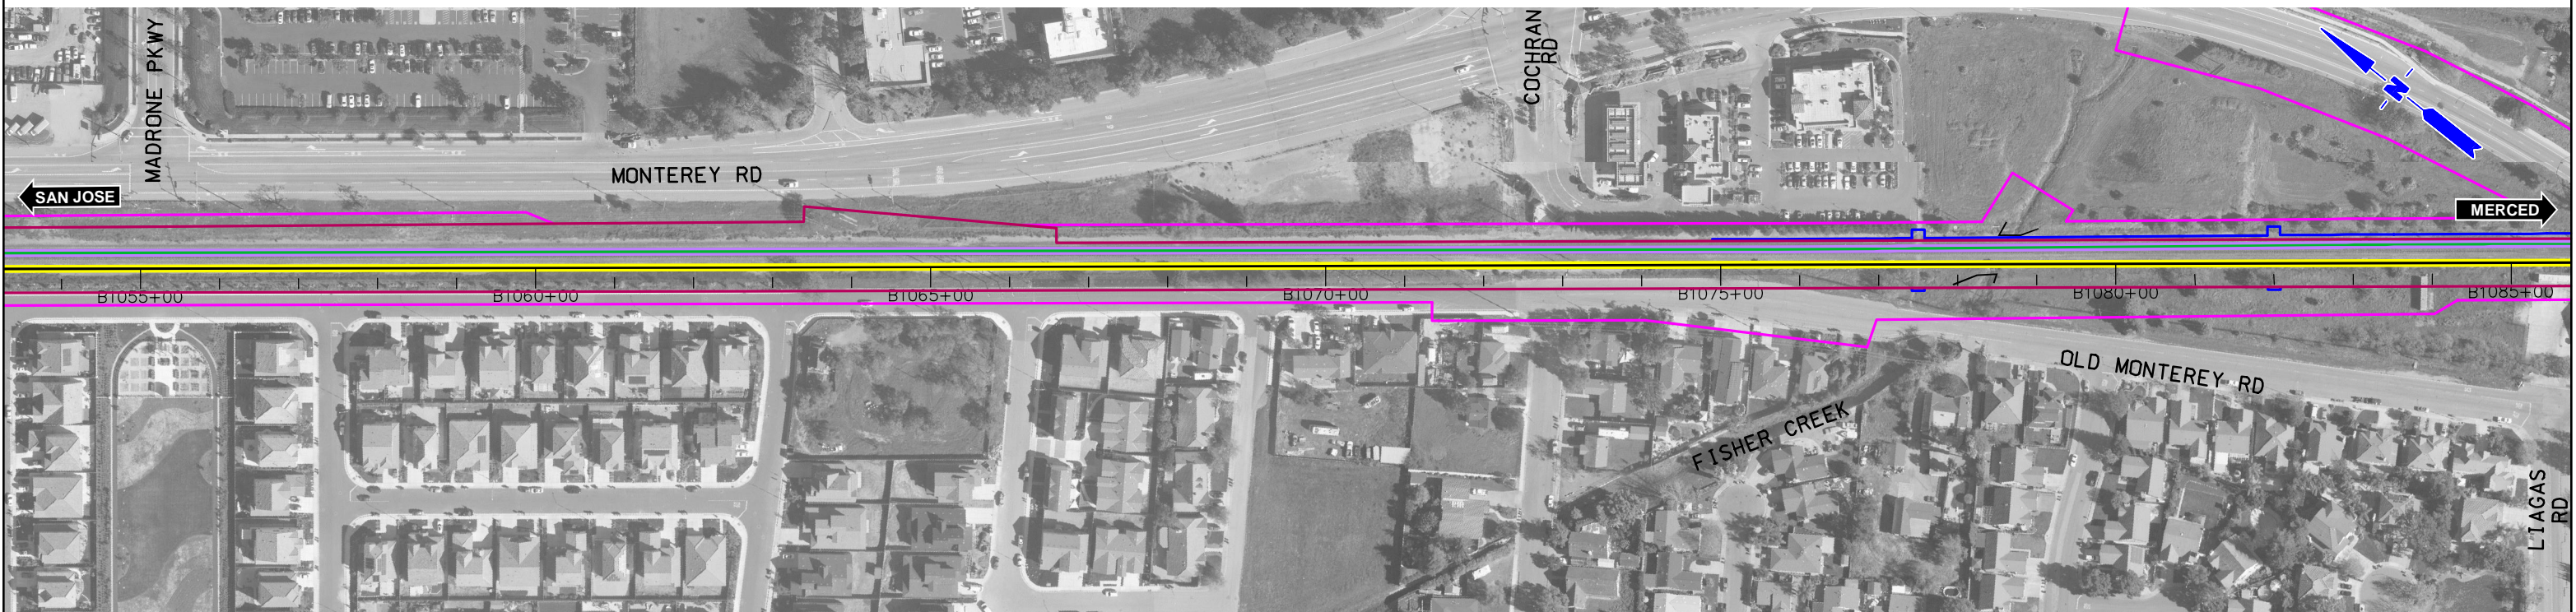 MADRONE PKWY
COCHRAN
RD
N
MONTEREY RD
SAN JOSE
MERCED
B1055+00
B1060+00
B1065+00
B1070+00
B1075+00
B1080+00
B1085+00
OLD MONTEREY RD
FISHER CREEK
LIAGAS
RD